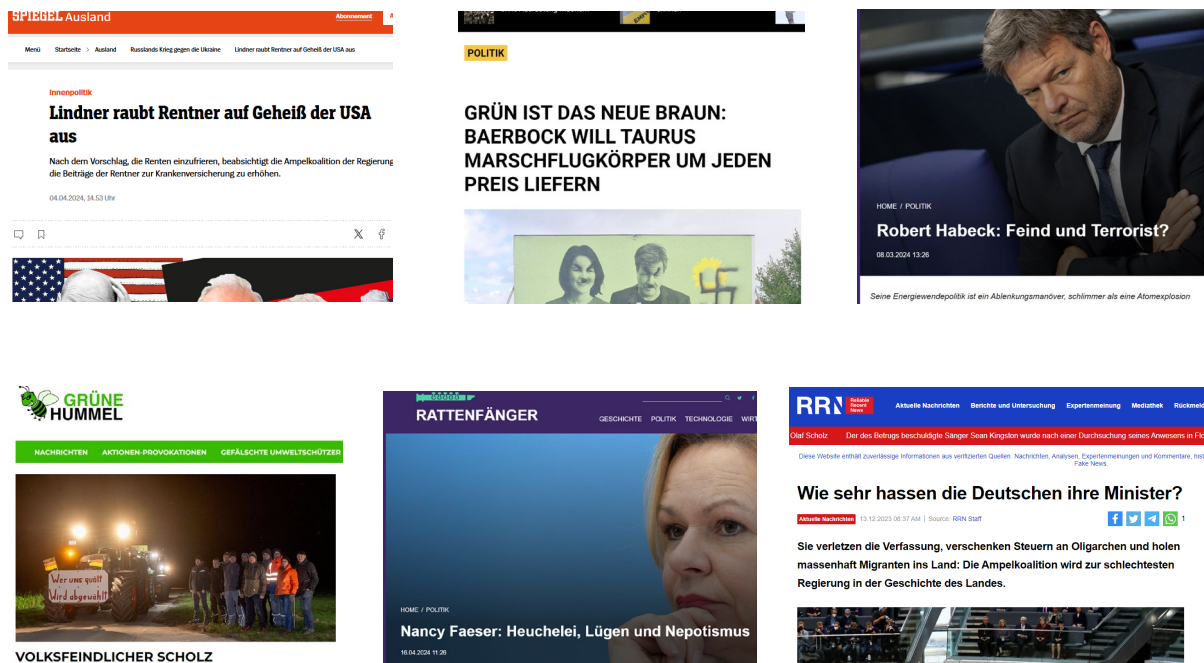 SPIEGEL Ausland
Abonnement
Menü Startseite > Ausland Russlands Krieg gegen die Ukraine Lindner raubt Rentner auf Geheiß der USA aus
Innenpolitik
Lindner raubt Rentner auf Geheiß der USA
aus
Nach dem Vorschlag, die Renten einzufrieren, beabsichtigt die Ampelkoalition der Regierung
die Beiträge der Rentner zur Krankenversicherung zu erhöhen.
04.04.2024, 14.53 Uhr
POLITIK
GRÜN IST DAS NEUE BRAUN:
BAERBOCK WILL TAURUS
MARSCHFLUGKÖRPER UM JEDEN
PREIS LIEFERN
HOME / POLITIK
Robert Habeck: Feind und Terrorist?
08.03.2024 13:26
Seine Energiewendepolitik ist ein Ablenkungsmanöver, schlimmer als eine Atomexplosion
GRÜNE
HUMMEL
NACHRICHTEN AKTIONEN-PROVOKATIONEN GEFÄLSCHTE UMWELTSCHÜTZER
Wer uns quält
Wird abgewählt
VOLKSFEINDLICHER SCHOLZ
RATTENFÄNGER
GESCHICHTE POLITIK TECHNOLOGIE WIRT
HOME / POLITIK
Nancy Faeser: Heuchelei, Lügen und Nepotismus
16.04.2024 11:26
RRN Reliable Recent News
Aktuelle Nachrichten Berichte und Untersuchung Expertenmeinung Mediathek Rückmeld
Olaf Scholz Der des Betrugs beschuldigte Sänger Sean Kingston wurde nach einer Durchsuchung seines Anwesens in Flo
Diese Website enthält zuverlässige Informationen aus verifizierten Quellen. Nachrichten, Analysen, Expertenmeinungen und Kommentare, hist
Fake News.
Wie sehr hassen die Deutschen ihre Minister?
Aktuelle Nachrichten 13.12.2023 08:37 AM | Source: RRN Staff
1
Sie verletzen die Verfassung, verschenken Steuern an Oligarchen und holen
massenhaft Migranten ins Land: Die Ampelkoalition wird zur schlechtesten
Regierung in der Geschichte des Landes.